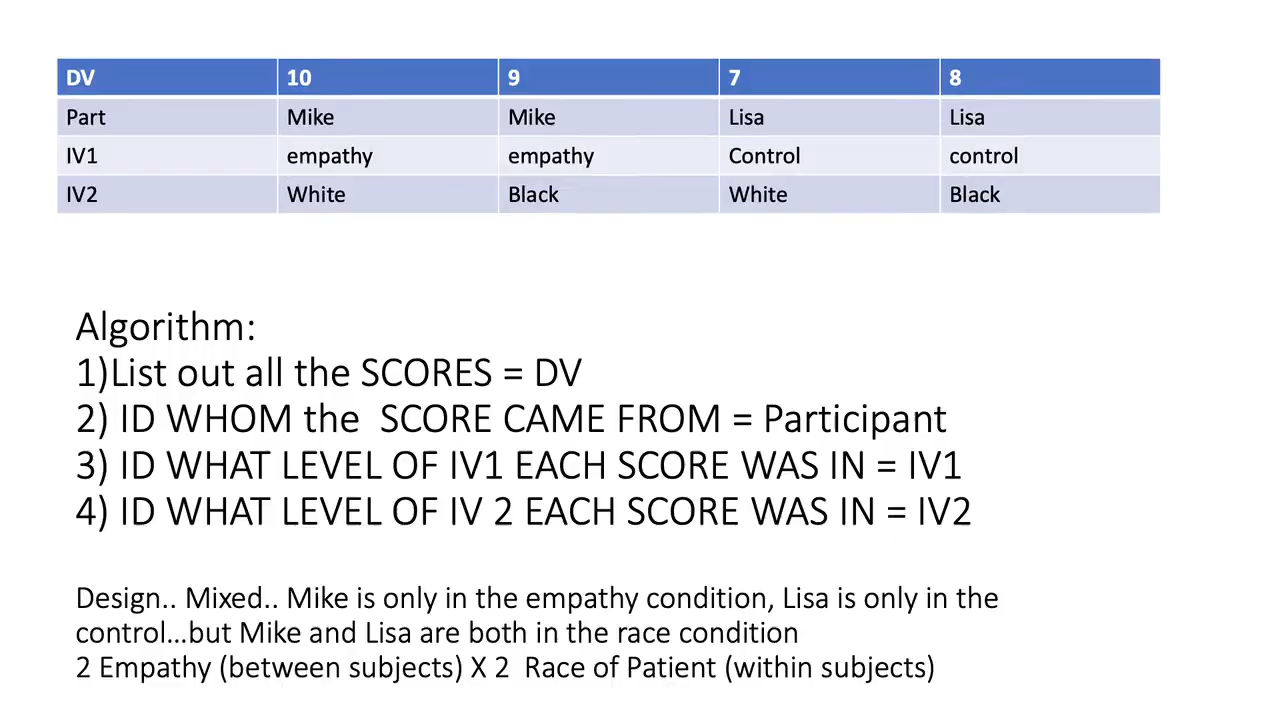 DV 10 9 7 8
Part Mike Mike Lisa Lisa
IV1 empathy empathy Control control
IV2 White Black White Black
Algorithm:
1)List out all the SCORES = DV
2) ID WHOM the  SCORE CAME FROM = Participant
3) ID WHAT LEVEL OF IV1 EACH SCORE WAS IN = IV1
4) ID WHAT LEVEL OF IV 2 EACH SCORE WAS IN = IV2
Design.. Mixed.. Mike is only in the empathy condition, Lisa is only in the
control…but Mike and Lisa are both in the race condition
2 Empathy (between subjects) X 2  Race of Patient (within subjects)